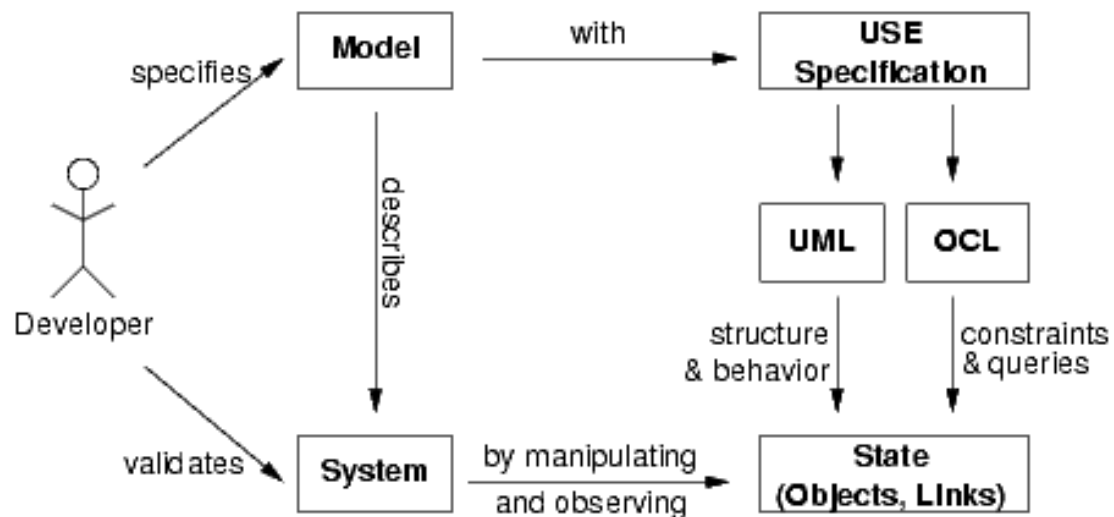 Model
with
USE
Specification
specifies
describes
UML
OCL
Developer
structure
& behavior
constraints
& queries
validates
System
by manipulating
and observing
State
(Objects, Links)